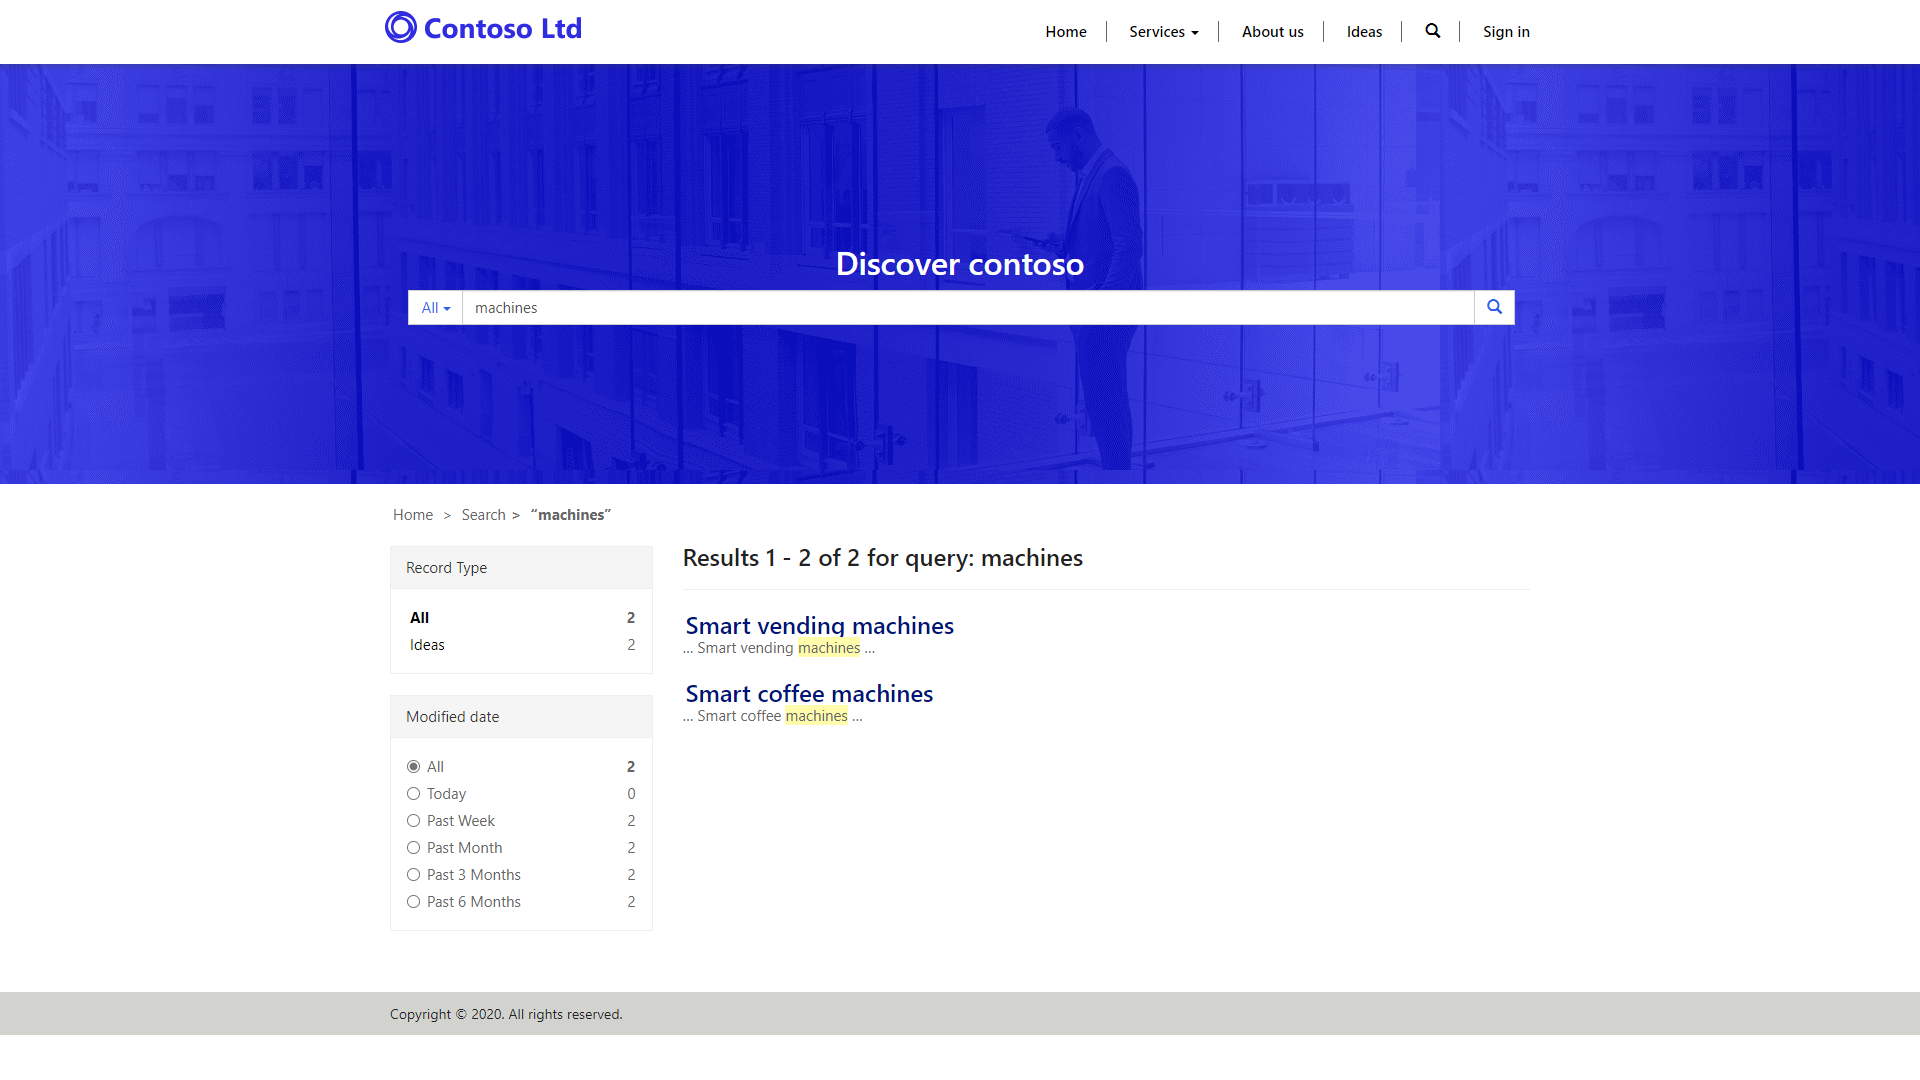 Contoso Ltd
Home
Services
About us
Ideas
Sign in
Discover contoso
All
machines
Home > Search > “machines”
Record Type
All 2
Ideas 2
Modified date
All 2
Today 0
Past Week 2
Past Month 2
Past 3 Months 2
Past 6 Months 2
Results 1 - 2 of 2 for query: machines
Smart vending machines
... Smart vending machines ...
Smart coffee machines
... Smart coffee machines ...
Copyright © 2020. All rights reserved.